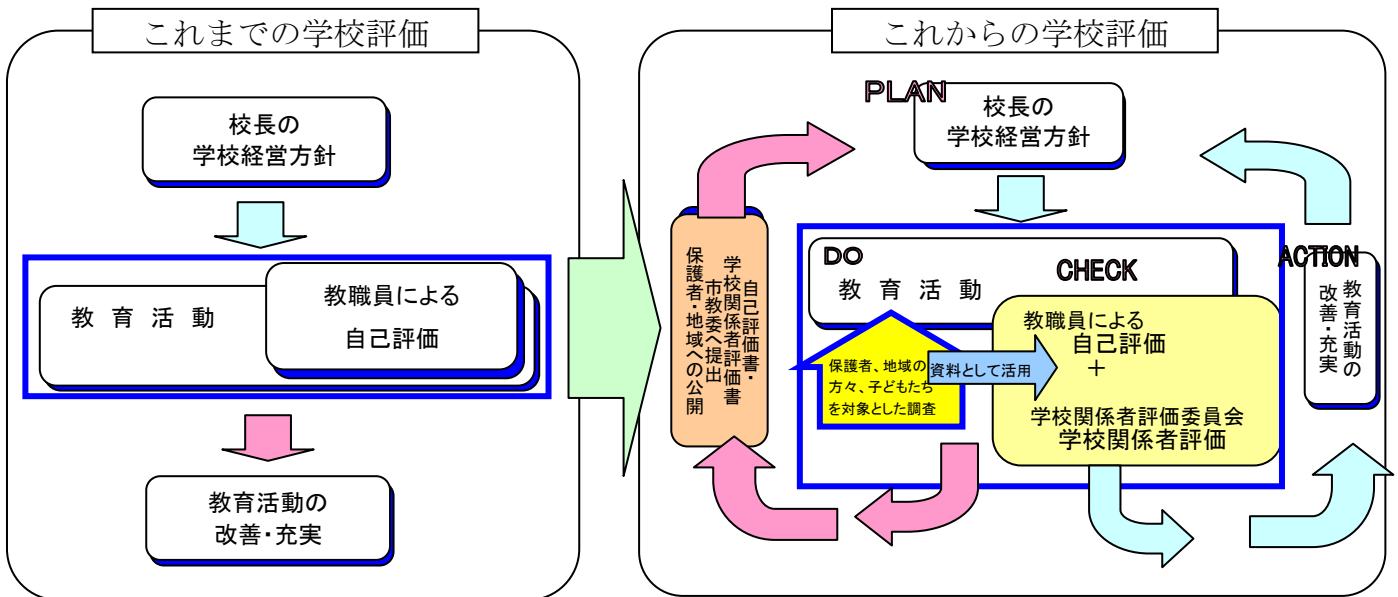 これまでの学校評価
校長の
学校経営方針
教 育 活 動
教職員による
自己評価
教育活動の
改善・充実
これからの学校評価
PLAN
校長の
学校経営方針
DO
教 育 活 動
CHECK
教職員による
自己評価
+
学校関係者評価委員会
学校関係者評価
保護者、地域の
方々、子どもたち
を対象とした調査
資料として活用
ACTION
教育活動の
改善・充実
自己評価書・
学校関係者評価書
市教委へ提出
保護者・地域への公開